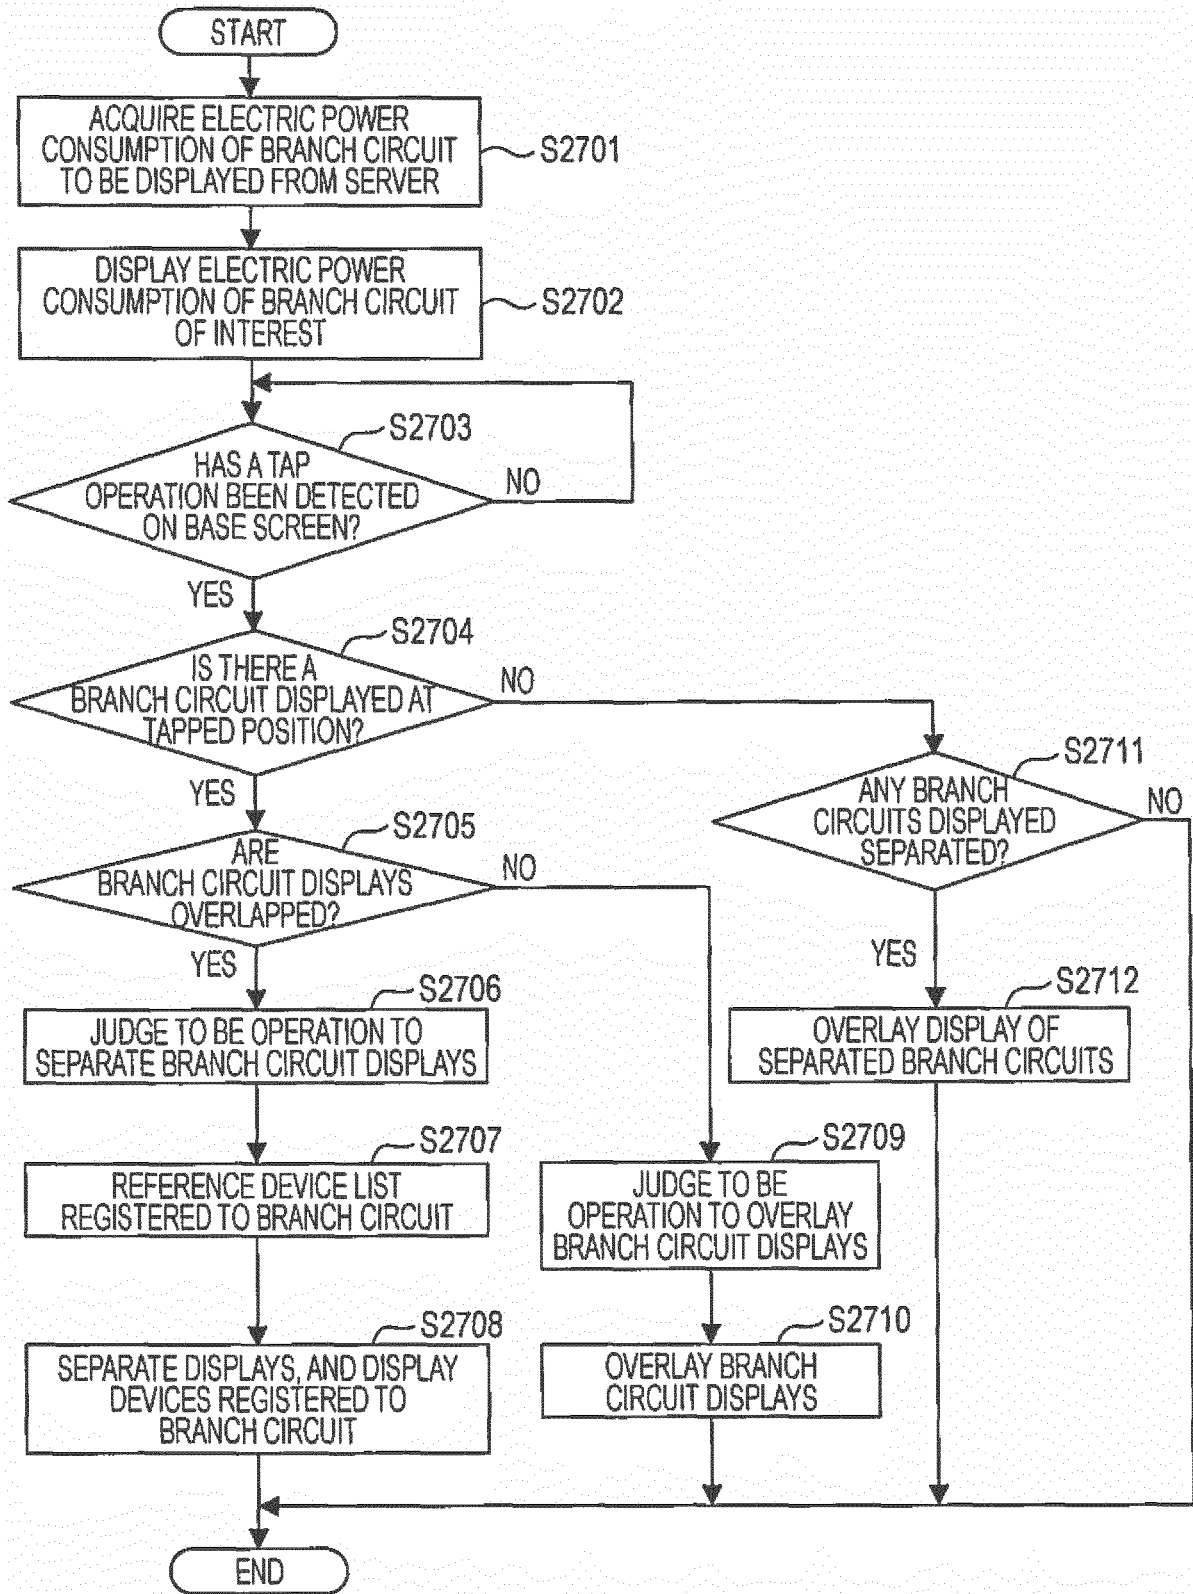 START
ACQUIRE ELECTRIC POWER
CONSUMPTION OF BRANCH CIRCUIT
TO BE DISPLAYED FROM SERVER
S2701
DISPLAY ELECTRIC POWER
CONSUMPTION OF BRANCH CIRCUIT
OF INTEREST
S2702
S2703
HAS A TAP
OPERATION BEEN DETECTED
ON BASE SCREEN?
NO
YES
S2704
IS THERE A
BRANCH CIRCUIT DISPLAYED AT
TAPPED POSITION?
NO
YES
S2711
ANY BRANCH
CIRCUITS DISPLAYED
SEPARATED?
NO
YES
S2705
ARE
BRANCH CIRCUIT DISPLAYS
OVERLAPPED?
NO
YES
S2706
JUDGE TO BE OPERATION TO
SEPARATE BRANCH CIRCUIT DISPLAYS
S2712
OVERLAY DISPLAY OF
SEPARATED BRANCH CIRCUITS
S2707
REFERENCE DEVICE LIST
REGISTERED TO BRANCH CIRCUIT
S2709
JUDGE TO BE
OPERATION TO OVERLAY
BRANCH CIRCUIT DISPLAYS
S2708
SEPARATE DISPLAYS, AND DISPLAY
DEVICES REGISTERED TO
BRANCH CIRCUIT
S2710
OVERLAY BRANCH
CIRCUIT DISPLAYS
END